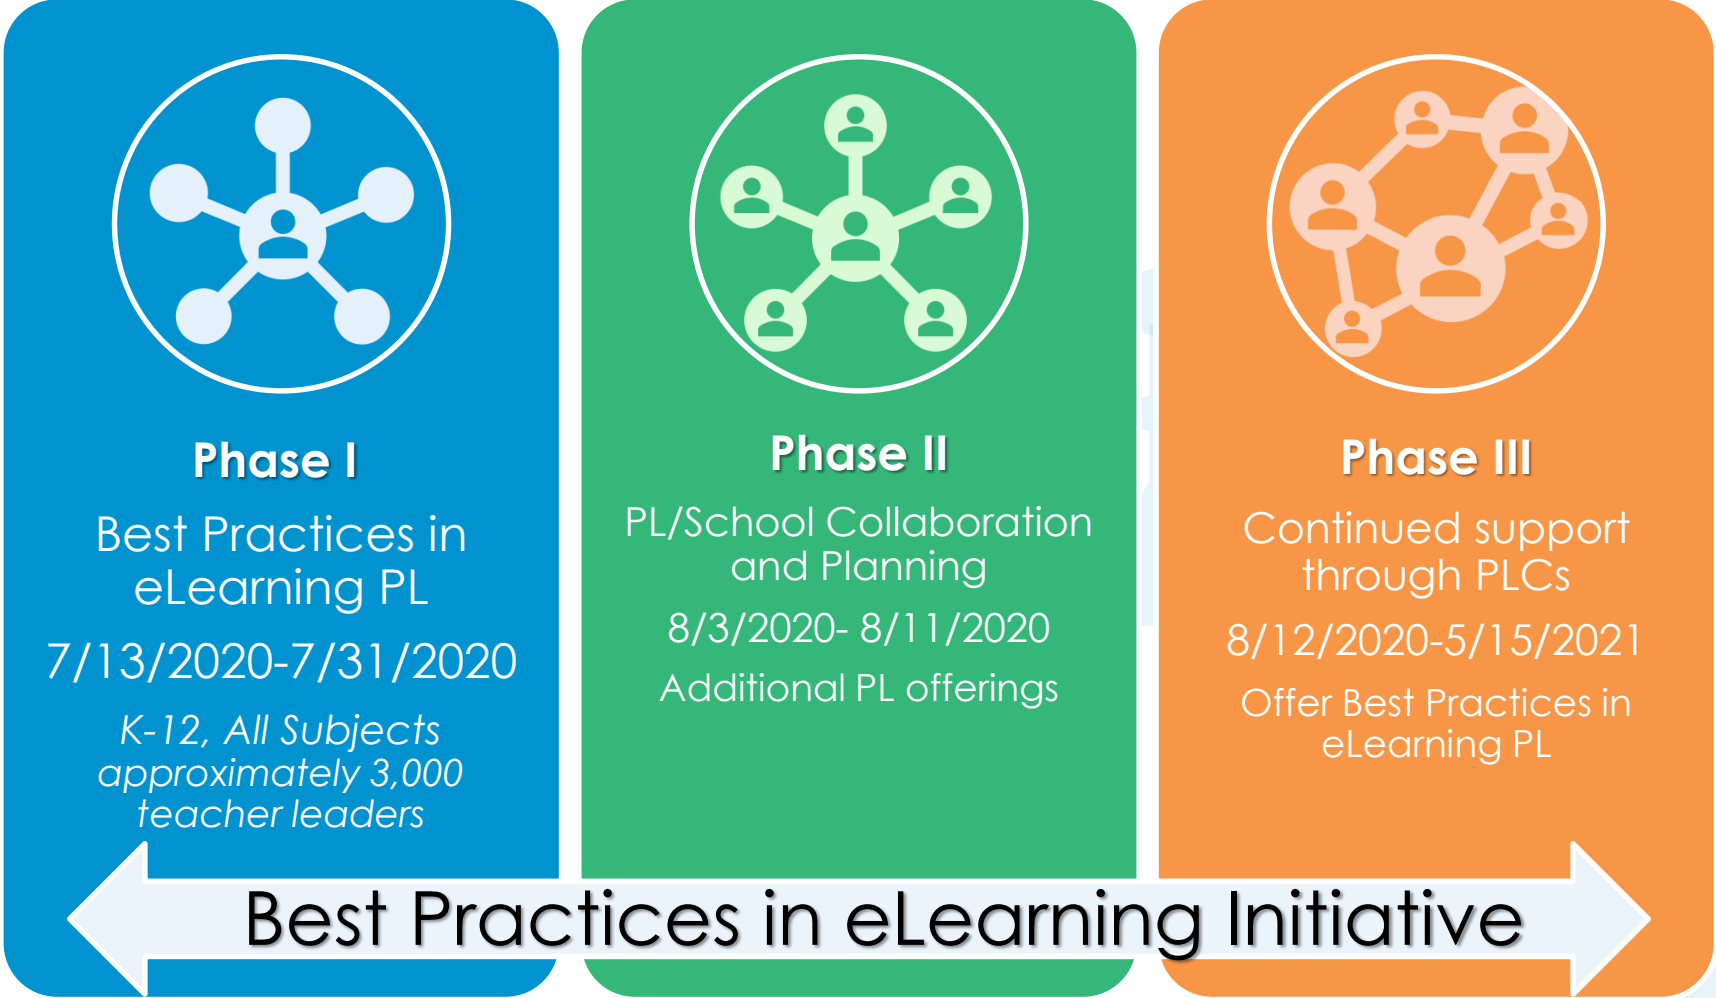 Phase I
Best Practices in
eLearning PL
7/13/2020-7/31/2020
K-12, All Subjects
approximately 3,000
teacher leaders
Phase II
PL/School Collaboration
and Planning
8/3/2020- 8/11/2020
Additional PL offerings
Phase III
Continued support
through PLCs
8/12/2020-5/15/2021
Offer Best Practices in
eLearning PL
Best Practices in eLearning Initiative